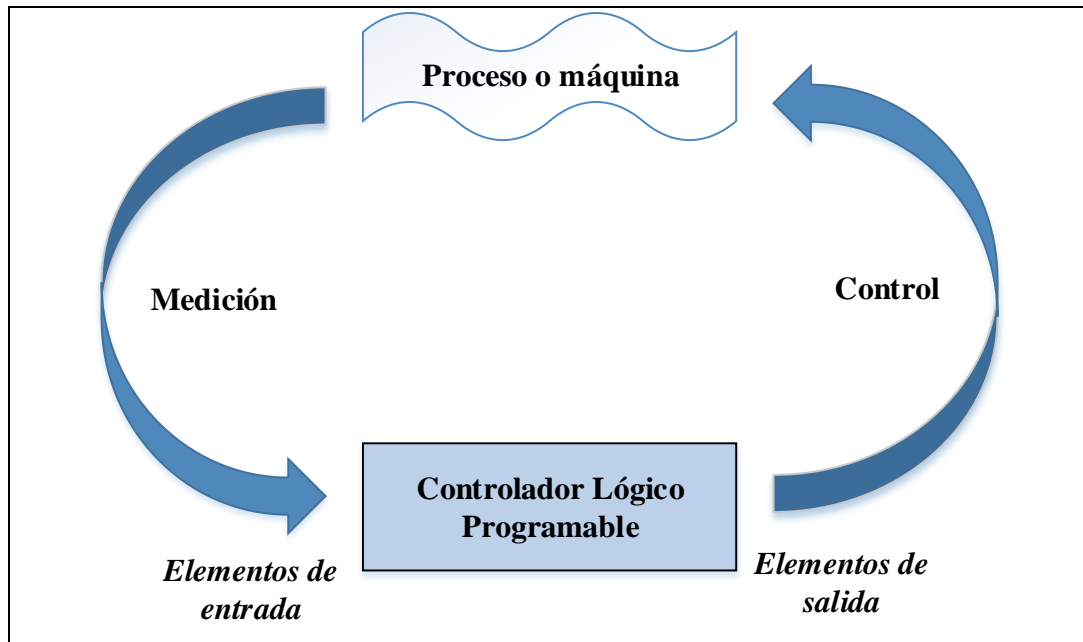 Proceso o máquina
Medición
Control
Controlador Lógico
Programable
Elementos de
entrada
Elementos de
salida